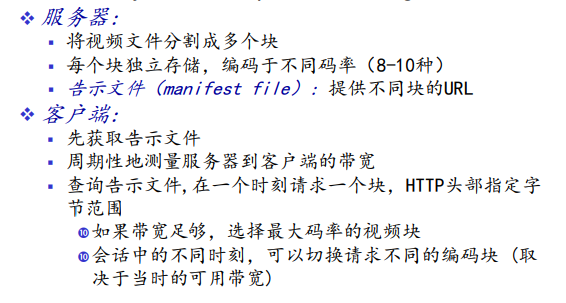 服务器:
将视频文件分割成多个块
每个块独立存储，编码于不同码率（8-10种）
告示文件（manifest file）: 提供不同块的URL
客户端:
先获取告示文件
周期性地测量服务器到客户端的带宽
查询告示文件,在一个时刻请求一个块，HTTP头部指定字
节范围
如果带宽足够，选择最大码率的视频块
会话中的不同时刻，可以切换请求不同的编码块 (取
决于当时的可用带宽)